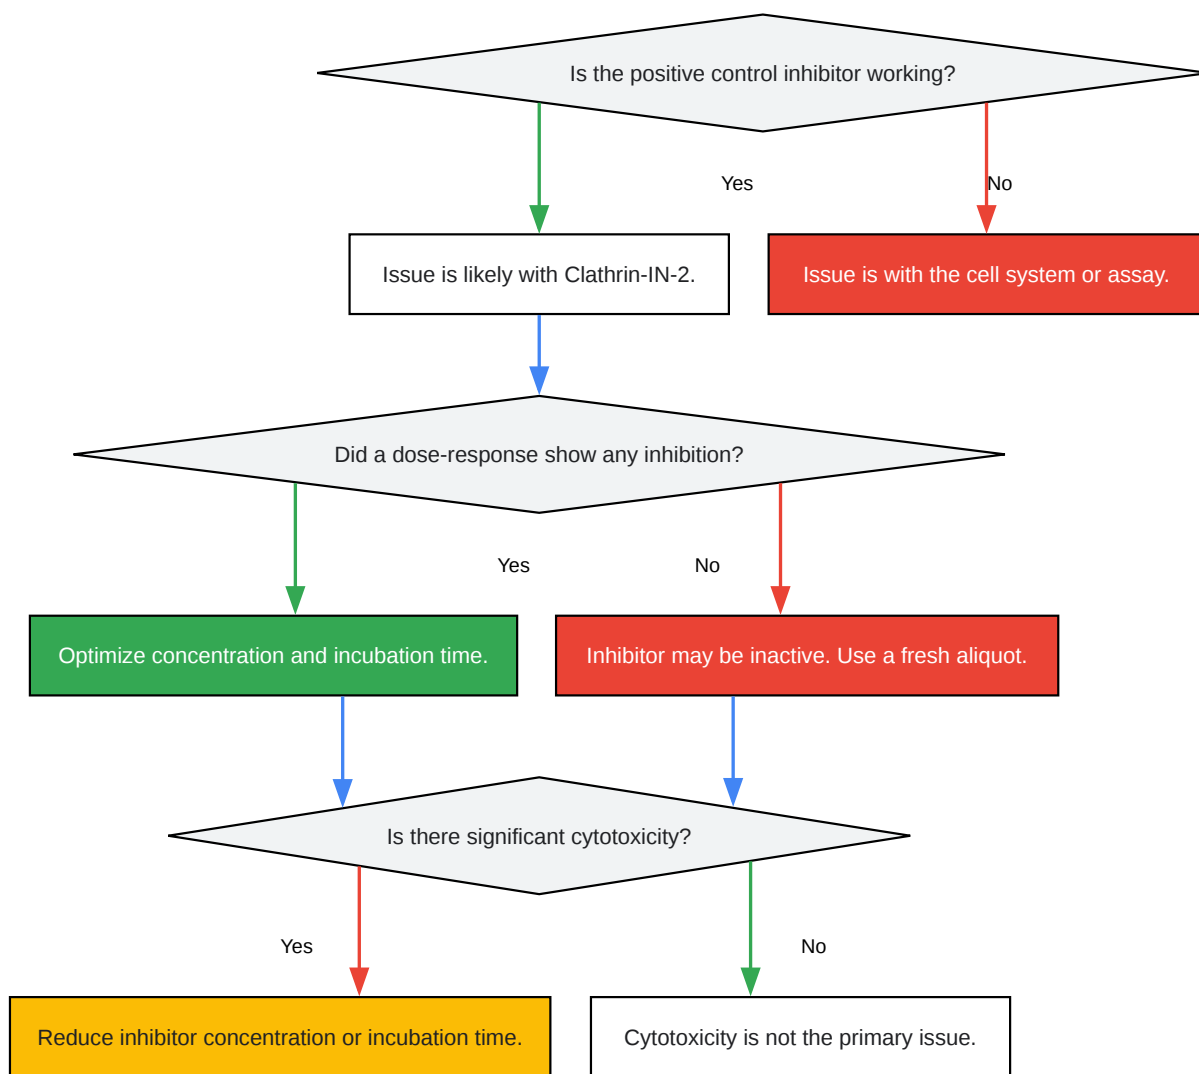 Is the positive control inhibitor working?
Yes
No
Issue is likely with Clathrin-IN-2.
Issue is with the cell system or assay.
Did a dose-response show any inhibition?
Yes
No
Optimize concentration and incubation time.
Inhibitor may be inactive. Use a fresh aliquot.
Is there significant cytotoxicity?
Yes
No
Reduce inhibitor concentration or incubation time.
Cytotoxicity is not the primary issue.